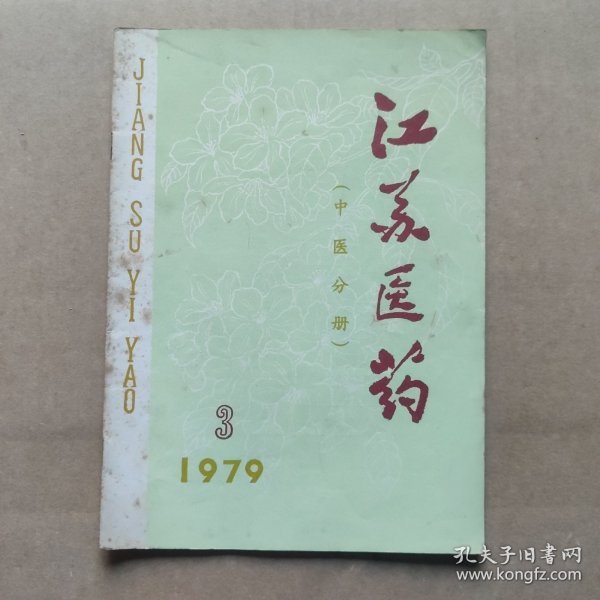 JIANG SU YI YAO
江苏医药
(中医分册)
3
1979
孔夫子旧书网
www.kongfz.com